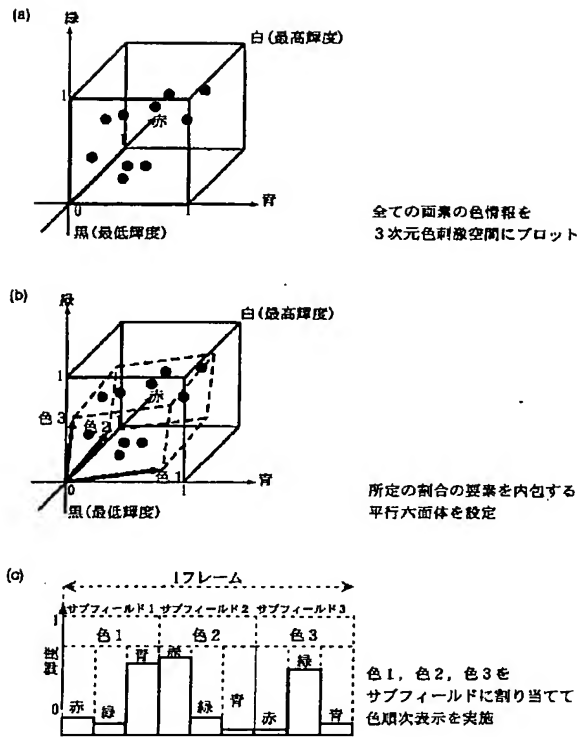 (a)
緑
白(最高輝度)
1
赤
0
1
青
黒(最低輝度)
全ての画素の色情報を
3次元色刺激空間にプロット
(b)
緑
白(最高輝度)
1
赤
色3
色2
色1
0
1
青
黒(最低輝度)
所定の割合の要素を内包する
平行六面体を設定
(c)
1フレーム
1
サブフィールド1 サブフィールド2 サブフィールド3
色1 色2 色3
輝度
0
赤 緑 青 赤 緑 青 赤 緑 青
色1,色2,色3を
サブフィールドに割り当てて
色順次表示を実施